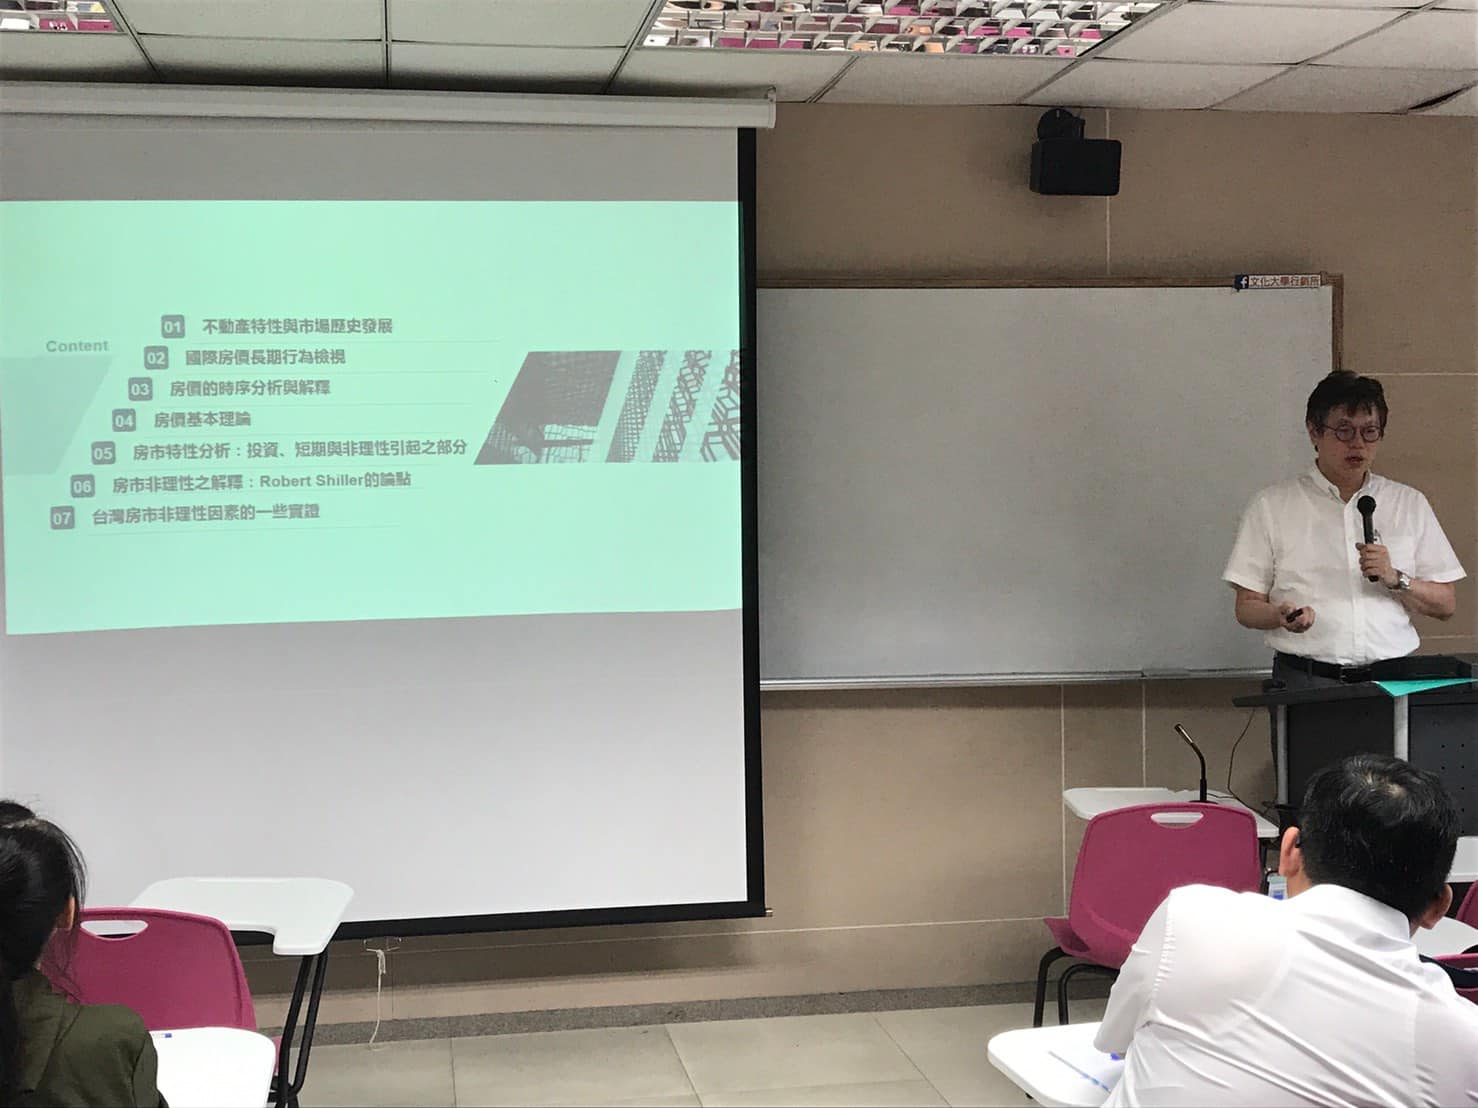 Content
01 不動產特性與市場歷史發展
02 國際房價長期行為檢視
03 房價的時序分析與解釋
04 房價基本理論
05 房市特性分析：投資、短期與非理性引起之部分
06 房市非理性之解釋：Robert Shiller的論點
07 台灣房市非理性因素的一些實證
f 文化大學行銷所